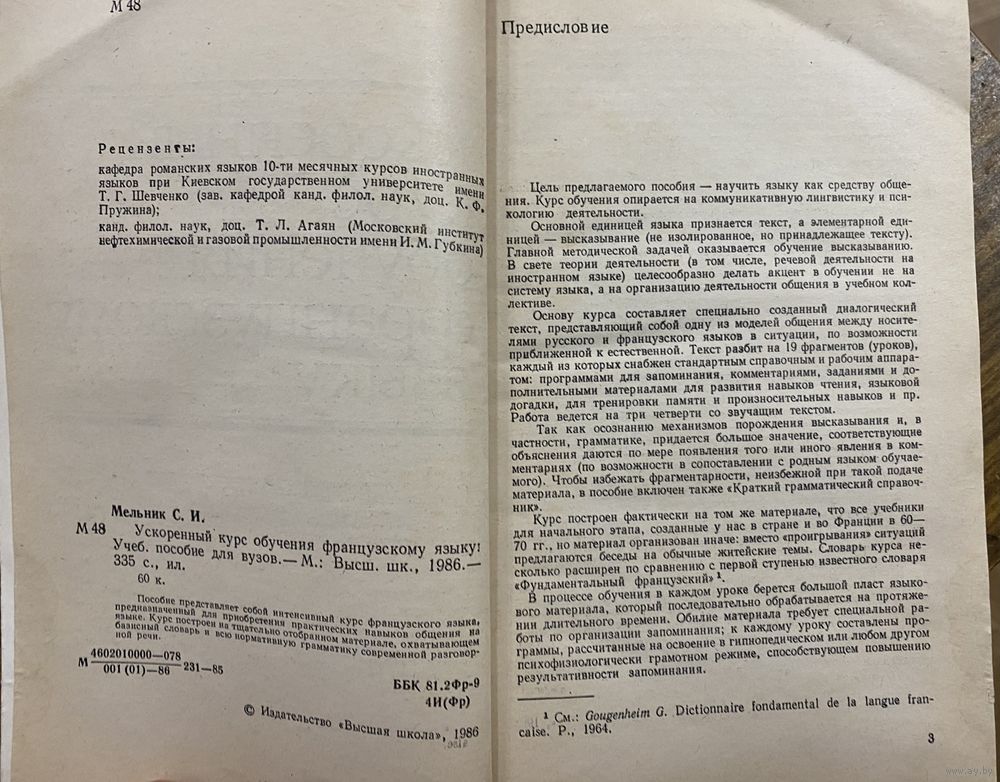 М 48
Рецензенты:
кафедра романских языков 10-ти месячных курсов иностранных
языков при Киевском государственном университете имени
Т. Г. Шевченко (зав. кафедрой канд. филол. наук, доц. К. Ф.
Пружина);
канд. филол. наук, доц. Т. Л. Агаян (Московский институт
нефтехимической и газовой промышленности имени И. М. Губкина)
Мельник С. И.
М 48 Ускоренный курс обучения французскому языку:
Учеб. пособие для вузов.— М.: Высш. шк., 1986.—
335 с., ил.
60 к.
Пособие представляет собой интенсивный курс французского языка,
предназначенный для приобретения практических навыков общения на
языке. Курс построен на тщательно отобранном материале, охватывающем
базисный словарь и всю нормативную грамматику современной разговор-
ной речи.
М 4602010000—078
001 (01)—86 231—85
ББК 81.2Фр-9
4И(Фр)
© Издательство «Высшая школа», 1986
Предисловие
Цель предлагаемого пособия — научить языку как средству обще-
ния. Курс обучения опирается на коммуникативную лингвистику и пси-
хологию деятельности.
Основной единицей языка признается текст, а элементарной еди-
ницей — высказывание (не изолированное, но принадлежащее тексту).
Главной методической задачей оказывается обучение высказыванию.
В свете теории деятельности (в том числе, речевой деятельности на
иностранном языке) целесообразно делать акцент в обучении не на
систему языка, а на организацию деятельности общения в учебном кол-
лективе.
Основу курса составляет специально созданный диалогический
текст, представляющий собой одну из моделей общения между носите-
лями русского и французского языков в ситуации, по возможности
приближенной к естественной. Текст разбит на 19 фрагментов (уроков),
каждый из которых снабжен стандартным справочным и рабочим аппара-
том: программами для запоминания, комментариями, заданиями и до-
полнительными материалами для развития навыков чтения, языковой
догадки, для тренировки памяти и произносительных навыков и пр.
Работа ведется на три четверти со звучащим текстом.
Так как осознанию механизмов порождения высказывания и, в
частности, грамматике, придается большое значение, соответствующие
объяснения даются по мере появления того или иного явления в ком-
ментариях (по возможности в сопоставлении с родным языком обучае-
мого). Чтобы избежать фрагментарности, неизбежной при такой подаче
материала, в пособие включен также «Краткий грамматический справоч-
ник».
Курс построен фактически на том же материале, что все учебники
для начального этапа, созданные у нас в стране и во Франции в 60—
70 гг., но материал организован иначе: вместо «проигрывания» ситуаций
предлагаются беседы на обычные житейские темы. Словарь курса не-
сколько расширен по сравнению с первой ступенью известного словаря
«Фундаментальный французский» ¹.
В процессе обучения в каждом уроке берется большой пласт языко-
вого материала, который последовательно обрабатывается на протяже-
нии длительного времени. Обилие материала требует специальной ра-
боты по организации запоминания; к каждому уроку составлены про-
граммы, рассчитанные на освоение в гипнопедическом или любом другом
психофизиологически грамотном режиме, способствующем повышению
результативности запоминания.
¹ См.: Gougenheim G. Dictionnaire fondamental de la langue fran-
caise. P., 1964.
3
www.ay.by